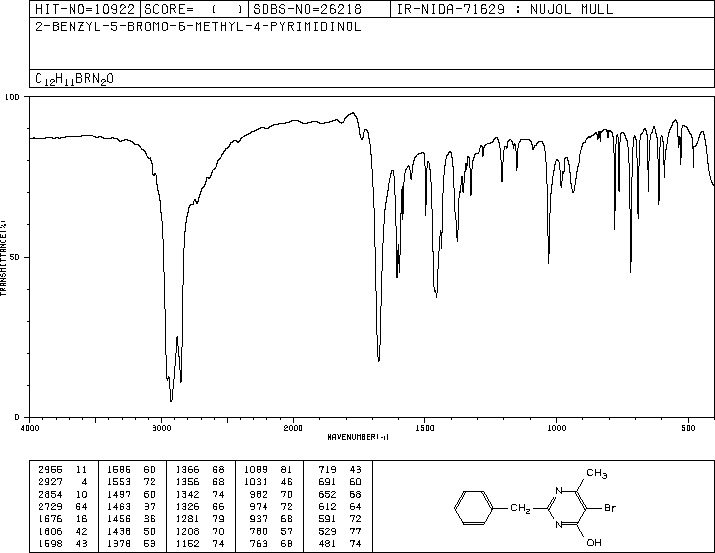 HIT-NO=10922 SCORE= ( ) SDBS-NO=26218 IR-NIDA-71629 : NUJOL MULL
2-BENZYL-5-BROMO-6-METHYL-4-PYRIMIDINOL
C12H11BRN2O
100
50
0
TRANSMITTANCE(%)
4000 3000 2000 1500 1000 500
WAVENUMBER(-1)
2955 11 1586 60 1366 68 1089 81 719 43
2927 4 1553 72 1356 68 1031 46 691 60
2854 10 1497 60 1342 74 982 70 652 68
2729 64 1463 37 1326 66 974 72 612 64
1676 16 1456 36 1281 79 937 68 591 72
1606 42 1438 50 1208 70 780 57 529 77
1598 43 1378 53 1152 74 763 68 481 74
CH3
N
CH2 Br
N
OH